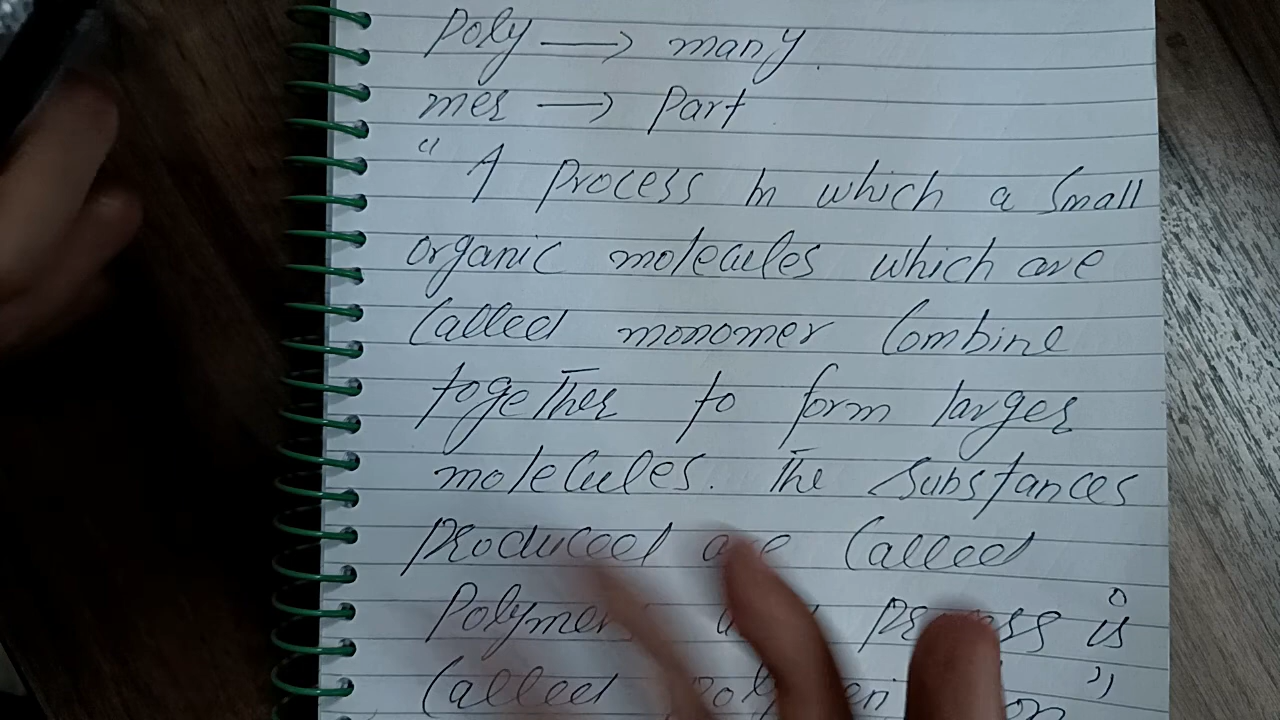 Poly → many.
mer → Part
" A Process in which a small
organic molecules which are
Called monomer Combine
together to form larger
molecules. The Substances
Produced are Called
Polymer is
Called "